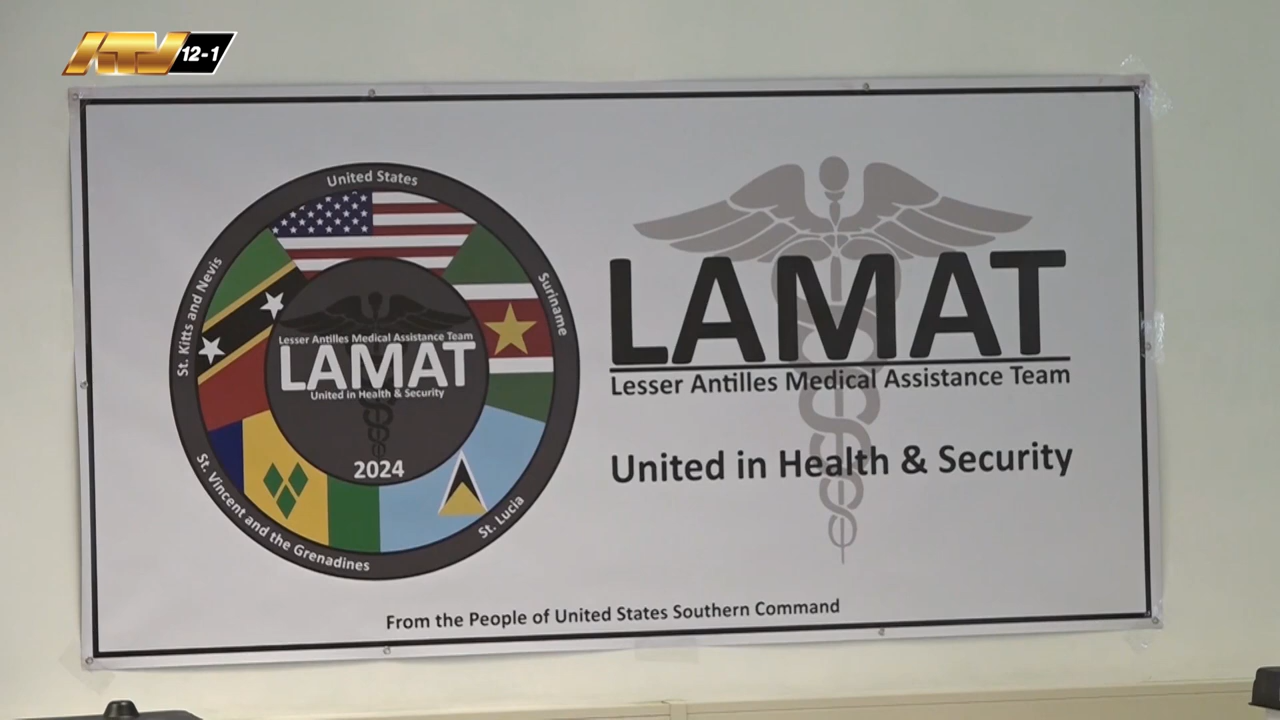 ATV 12-1
United States
St. Kitts and Nevis
Suriname
Lesser Antilles Medical Assistance Team
LAMAT
United in Health & Security
2024
St. Vincent and the Grenadines
St. Lucia
LAMAT
Lesser Antilles Medical Assistance Team
United in Health & Security
From the People of United States Southern Command